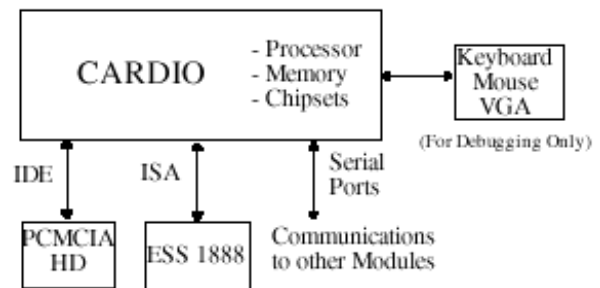 CARDIO
- Processor
- Memory
- Chipsets
Keyboard
Mouse
VGA
(For Debugging Only)
IDE
ISA
Serial
Ports
PCMCIA
HD
ESS 1888
Communications
to other Modules